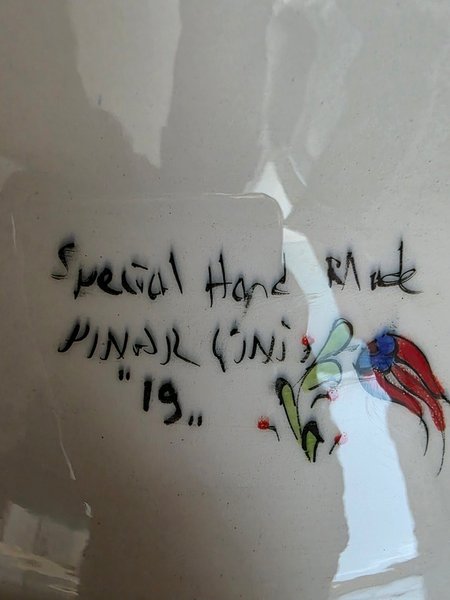 Special Hand Made
PINAR ÇİNİ
"19„